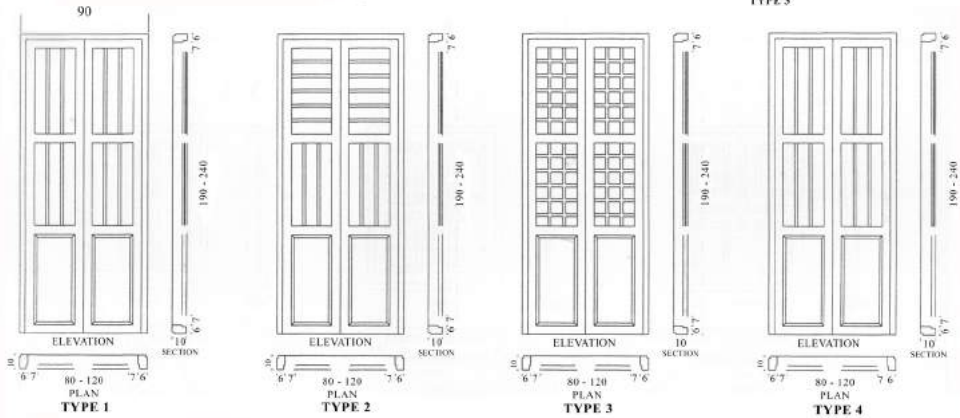 TYPE 5
90
7 6
190 - 240
6 7
ELEVATION
10
SECTION
10
6 7
7 6
80 - 120
PLAN
TYPE 1
7 6
190 - 240
6 7
ELEVATION
10
SECTION
10
6 7
7 6
80 - 120
PLAN
TYPE 2
7 6
190 - 240
6 7
ELEVATION
10
SECTION
10
6 7
7 6
80 - 120
PLAN
TYPE 3
7 6
190 - 240
6 7
ELEVATION
10
SECTION
10
6 7
7 6
80 - 120
PLAN
TYPE 4